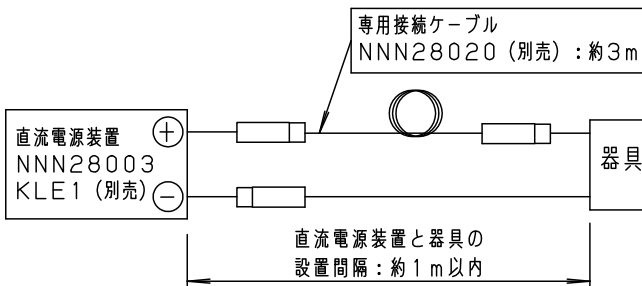 専用接続ケーブル
NNN28020（別売）：約3m
直流電源装置
NNN28003
KLE1（別売）
＋
－
器具
直流電源装置と器具の
設置間隔：約1m以内